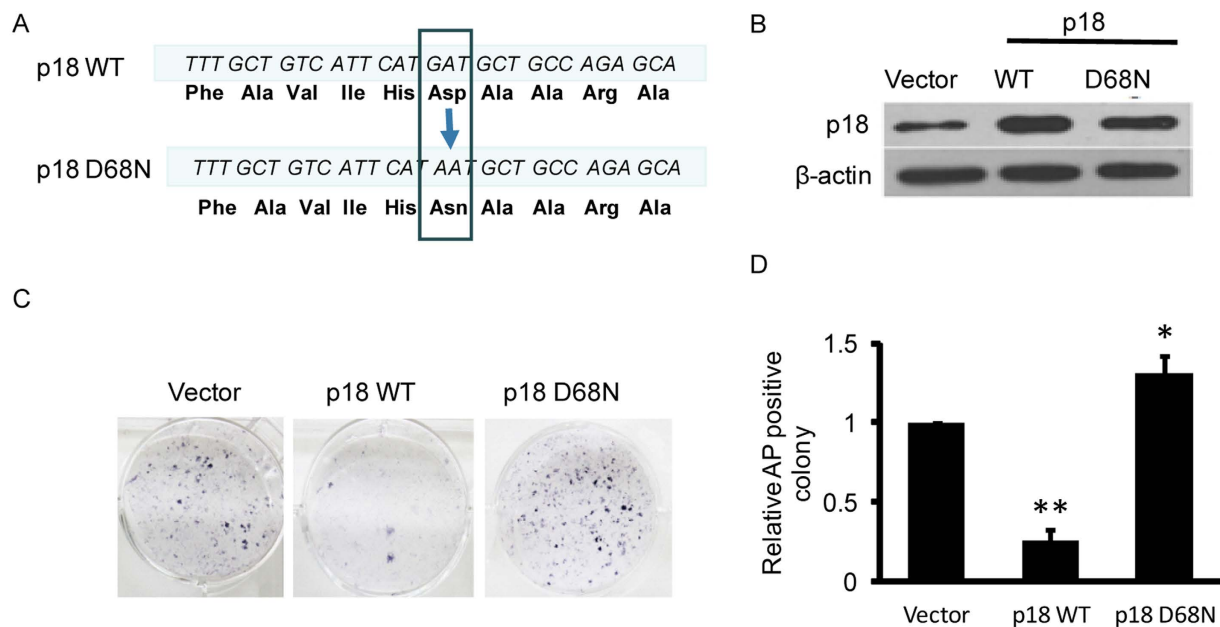 A
p18 WT
TTT GCT GTC ATT CAT GAT GCT GCC AGA GCA
Phe Ala Val Ile His Asp Ala Ala Arg Ala
p18 D68N
TTT GCT GTC ATT CAT AAT GCT GCC AGA GCA
Phe Ala Val Ile His Asn Ala Ala Arg Ala
B
p18
Vector WT D68N
p18
β-actin
C
Vector p18 WT p18 D68N
D
Relative AP positive
colony
1.5
1
0.5
0
**
*
Vector p18 WT p18 D68N